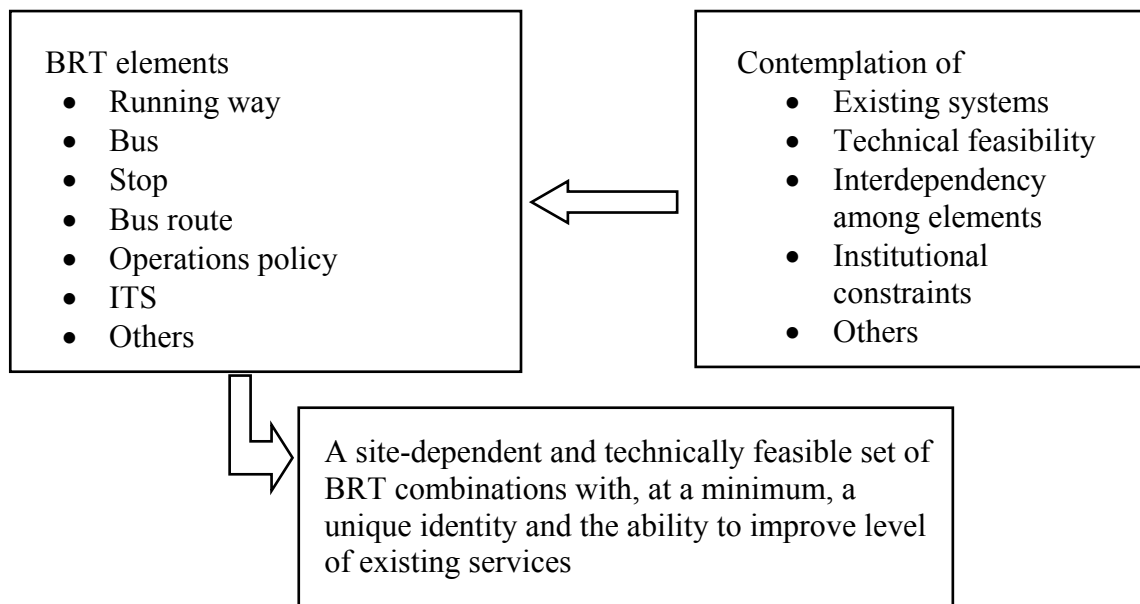 BRT elements
• Running way
• Bus
• Stop
• Bus route
• Operations policy
• ITS
• Others
Contemplation of
• Existing systems
• Technical feasibility
• Interdependency
among elements
• Institutional
constraints
• Others
A site-dependent and technically feasible set of
BRT combinations with, at a minimum, a
unique identity and the ability to improve level
of existing services